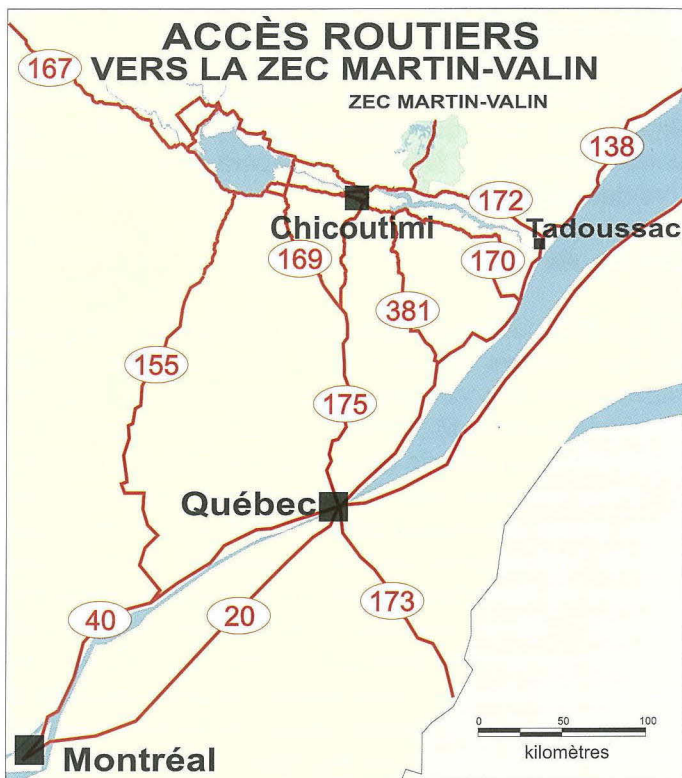 ACCÈS ROUTIERS
VERS LA ZEC MARTIN-VALIN
167
ZEC MARTIN-VALIN
138
172
Chicoutimi
Tadoussac
169
170
381
155
175
Québec
40
20
173
0 50 100
kilomètres
Montréal